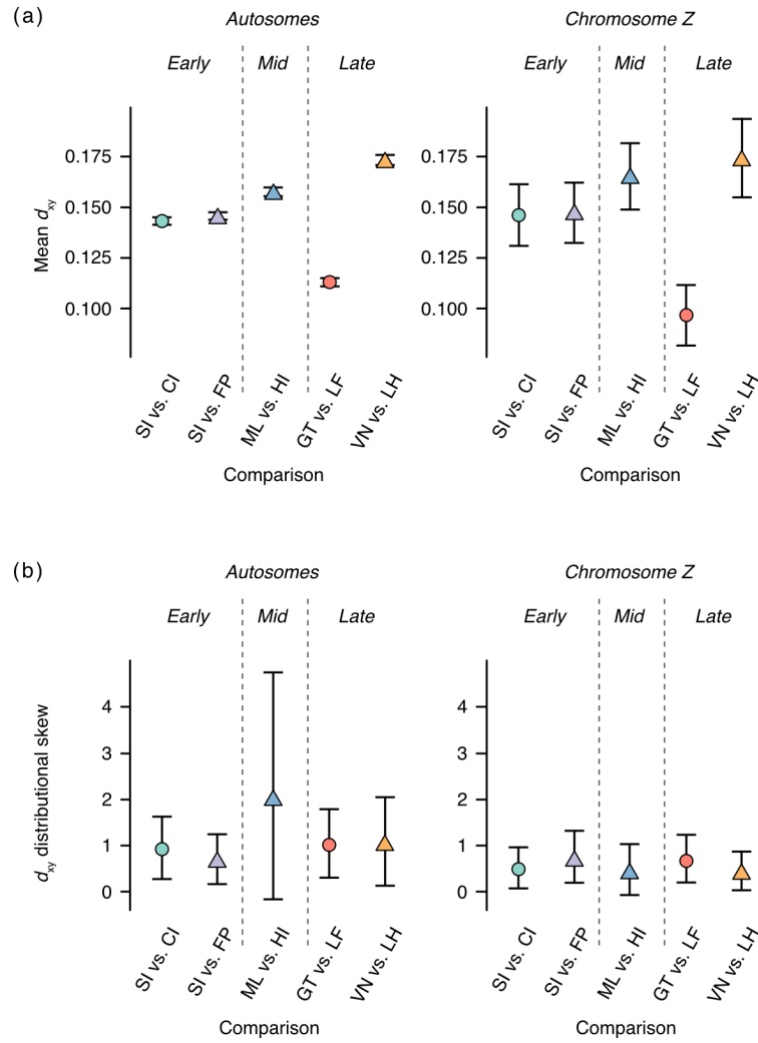 (a)
Autosomes
Chromosome Z
Early
Mid
Late
Early
Mid
Late
Mean dxy
0.175
0.150
0.125
0.100
0.175
0.150
0.125
0.100
SI vs. CI
SI vs. FP
ML vs. HI
GT vs. LF
VN vs. LH
SI vs. CI
SI vs. FP
ML vs. HI
GT vs. LF
VN vs. LH
Comparison
Comparison
(b)
Autosomes
Chromosome Z
Early
Mid
Late
Early
Mid
Late
dxy distributional skew
4
3
2
1
0
4
3
2
1
0
SI vs. CI
SI vs. FP
ML vs. HI
GT vs. LF
VN vs. LH
SI vs. CI
SI vs. FP
ML vs. HI
GT vs. LF
VN vs. LH
Comparison
Comparison